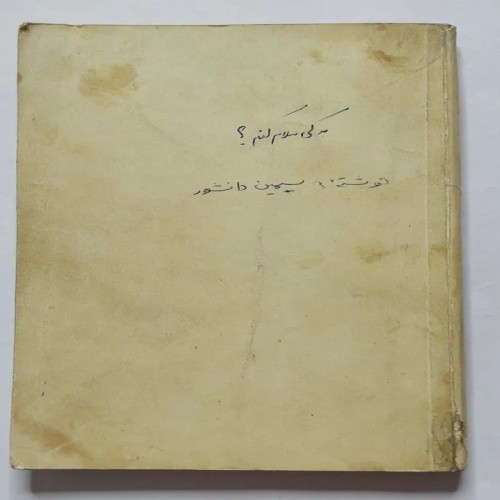 به کی سلام کنم ؟
نوشتهٔ سیمین دانشور